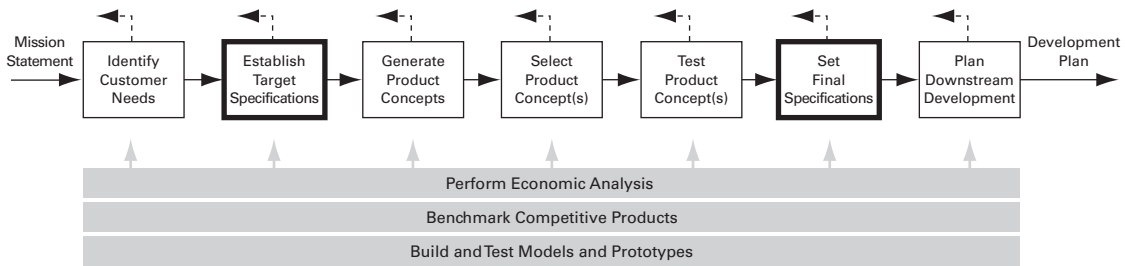 Mission
Statement
Identify
Customer
Needs
Establish
Target
Specifications
Generate
Product
Concepts
Select
Product
Concept(s)
Test
Product
Concept(s)
Set
Final
Specifications
Plan
Downstream
Development
Development
Plan
Perform Economic Analysis
Benchmark Competitive Products
Build and Test Models and Prototypes